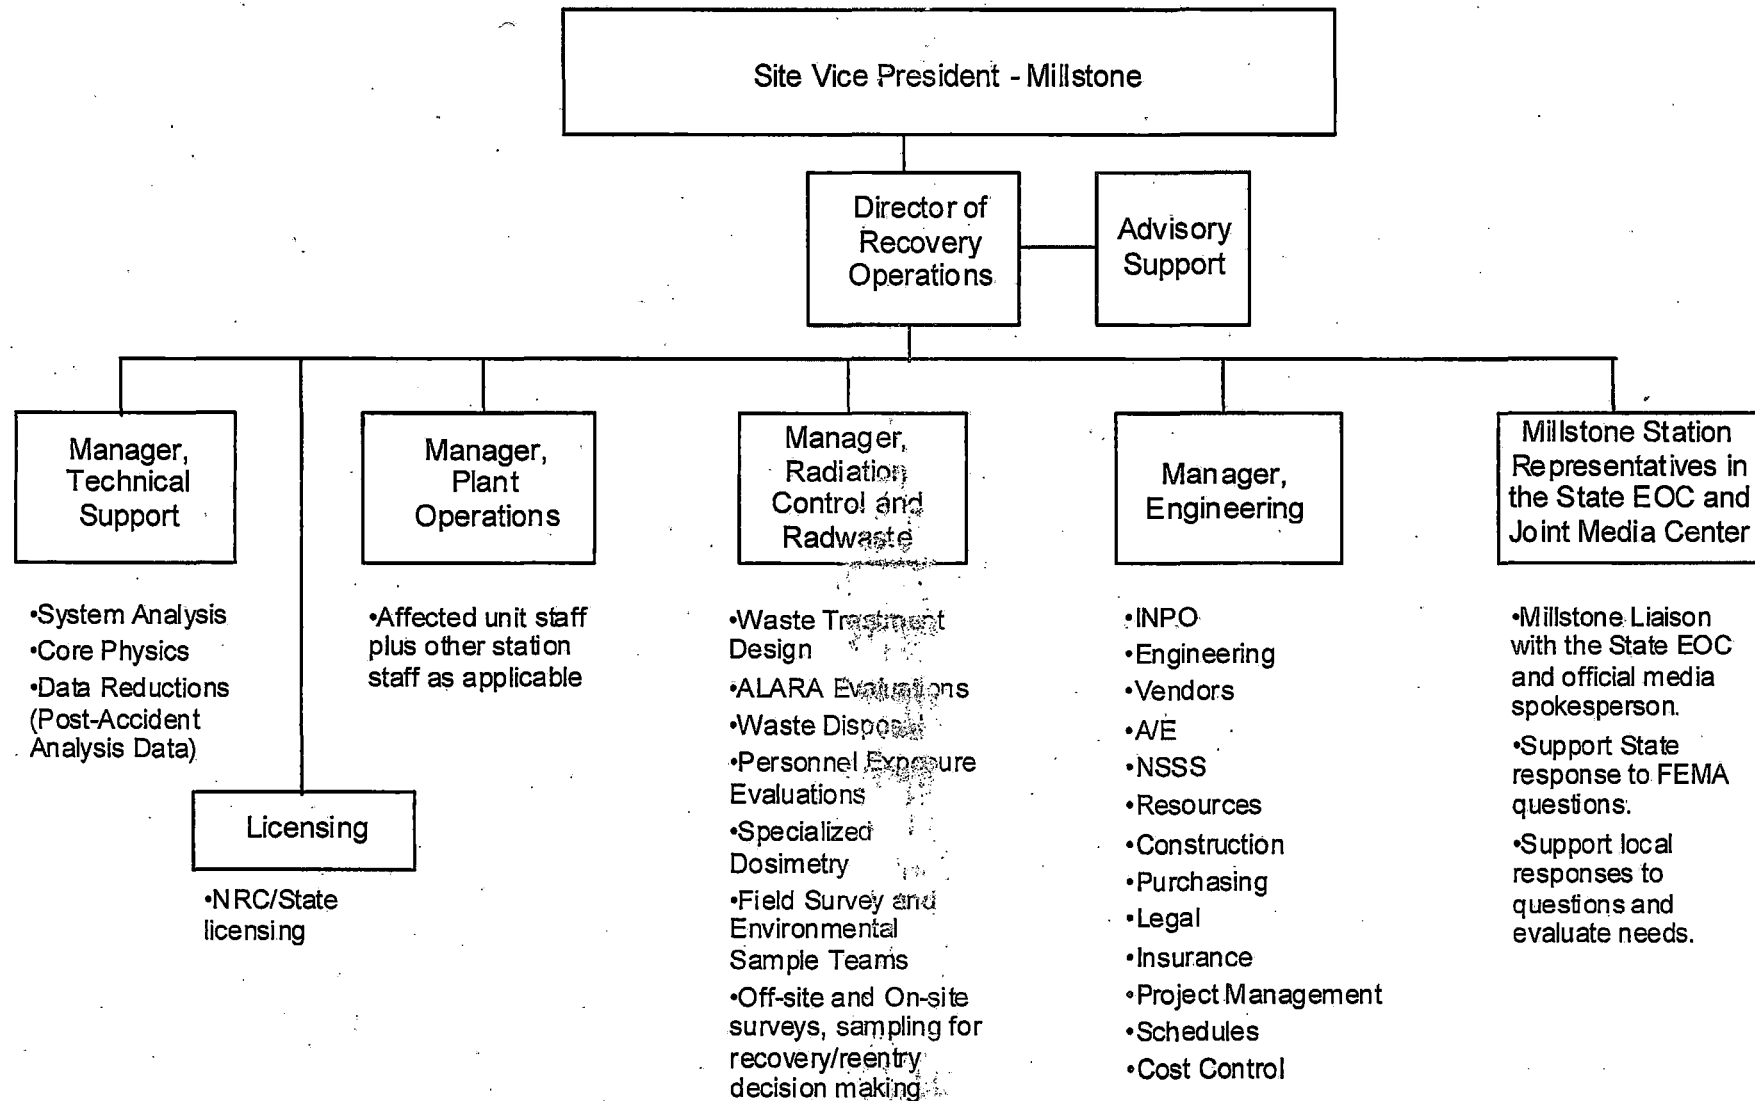 Site Vice President - Millstone
Director of
Recovery
Operations
Advisory
Support
Manager,
Technical
Support
Manager,
Plant
Operations
Manager,
Radiation
Control and
Radwaste
Manager,
Engineering
Millstone Station
Representatives in
the State EOC and
Joint Media Center
•System Analysis
•Core Physics
•Data Reductions
(Post-Accident
Analysis Data)
Licensing
•NRC/State
licensing
•Affected unit staff
plus other station
staff as applicable
•Waste Treatment
Design
•ALARA Evaluations
•Waste Disposal
•Personnel Exposure
Evaluations
•Specialized
Dosimetry
•Field Survey and
Environmental
Sample Teams
•Off-site and On-site
surveys, sampling for
recovery/reentry
decision making
•INPO
•Engineering
•Vendors
•A/E
•NSSS
•Resources
•Construction
•Purchasing
•Legal
•Insurance
•Project Management
•Schedules
•Cost Control
•Millstone Liaison
with the State EOC
and official media
spokesperson.
•Support State
response to FEMA
questions.
•Support local
responses to
questions and
evaluate needs.